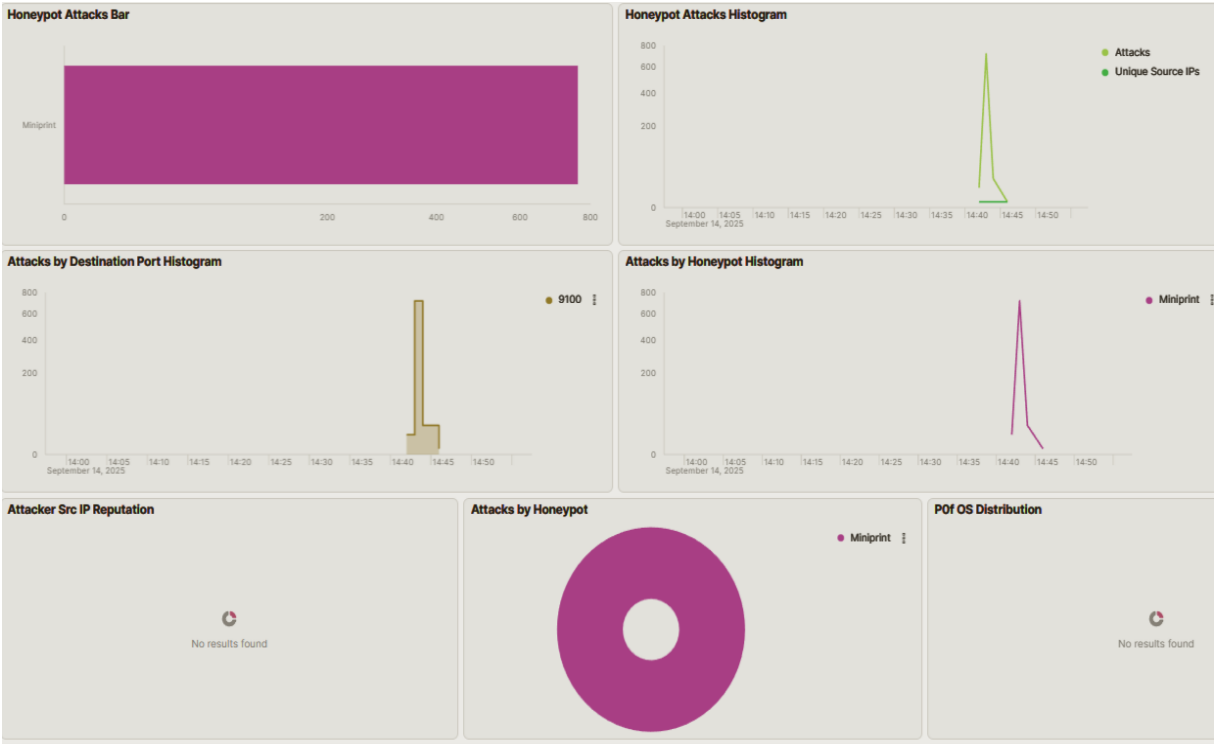 Honeypot Attacks Bar
Miniprint
0 200 400 600 800
Honeypot Attacks Histogram
800
600
400
200
0
14:00 14:05 14:10 14:15 14:20 14:25 14:30 14:35 14:40 14:45 14:50
September 14, 2025
Attacks
Unique Source IPs
Attacks by Destination Port Histogram
800
600
400
200
0
14:00 14:05 14:10 14:15 14:20 14:25 14:30 14:35 14:40 14:45 14:50
September 14, 2025
9100
Attacks by Honeypot Histogram
800
600
400
200
0
14:00 14:05 14:10 14:15 14:20 14:25 14:30 14:35 14:40 14:45 14:50
September 14, 2025
Miniprint
Attacker Src IP Reputation
No results found
Attacks by Honeypot
Miniprint
P0f OS Distribution
No results found